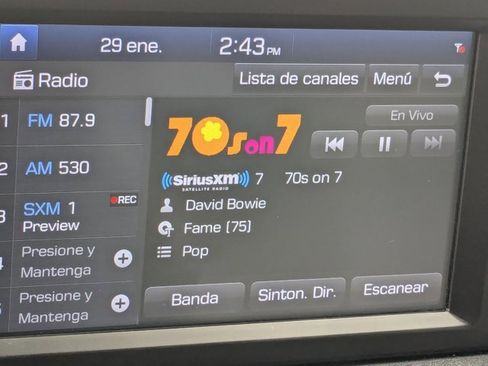 29 ene. 2:43 PM
Radio Lista de canales Menú
1 FM 87.9
70s on 7
En Vivo
2 AM 530
((SiriusXM)) 7 70s on 7
SATELLITE RADIO
3 SXM 1 REC
Preview
David Bowie
Fame (75)
Pop
4 Presione y
Mantenga
5 Presione y
Mantenga
Banda Sinton. Dir. Escanear